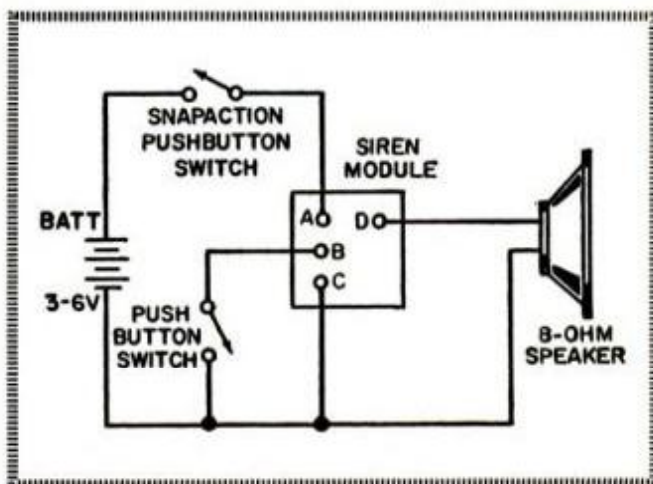 SNAPACTION
PUSHBUTTON
SWITCH
SIREN
MODULE
BATT
A
D
B
C
3-6V
PUSH
BUTTON
SWITCH
8-OHM
SPEAKER